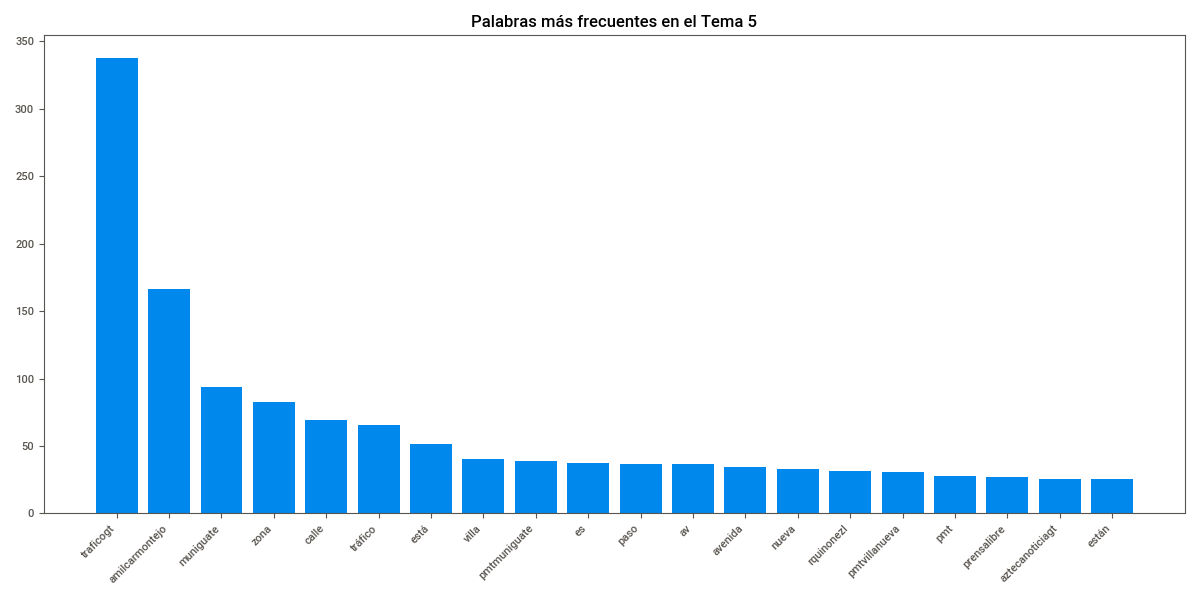 Palabras más frecuentes en el Tema 5
350
300
250
200
150
100
50
0
traficogt
amilcarmontejo
muniguate
zona
calle
tráfico
está
villa
pmtmuniguate
es
paso
av
avenida
nueva
rquinonezl
pmtvillanueva
pmt
prensalibre
aztecanoticiagt
están